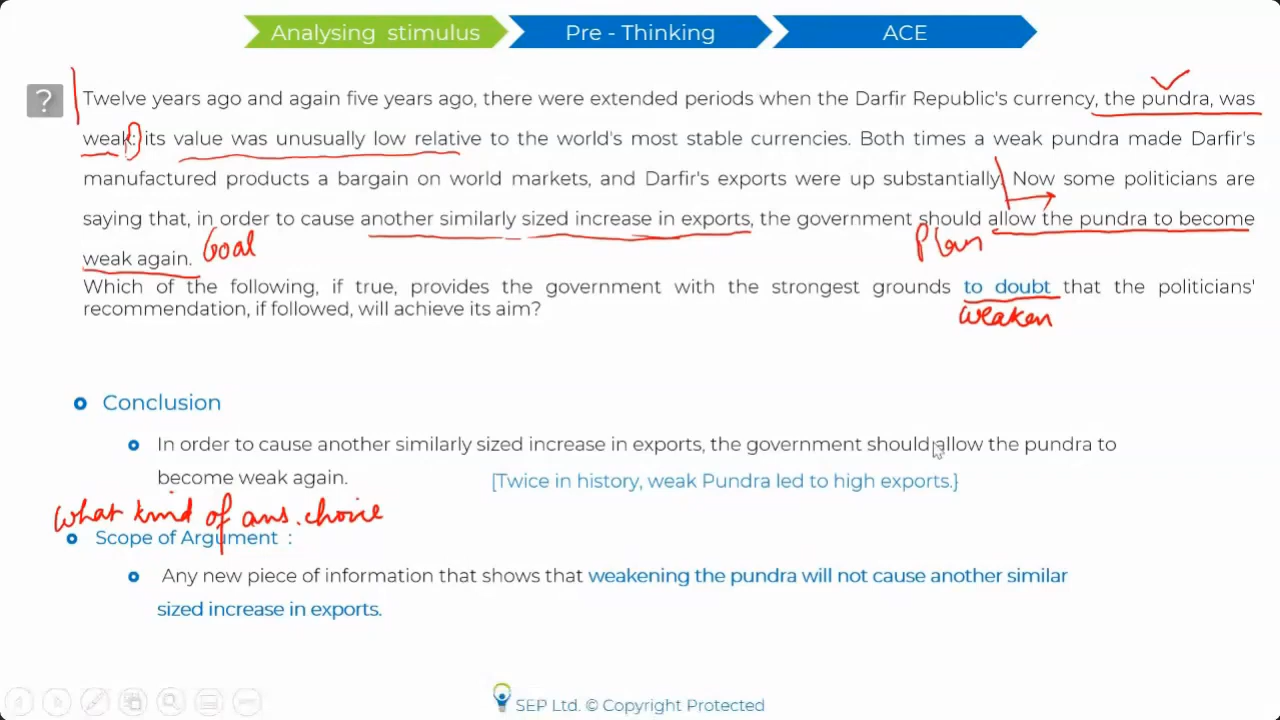 Analysing stimulus
Pre - Thinking
ACE
?
Twelve years ago and again five years ago, there were extended periods when the Darfir Republic's currency, the pundra, was
weak: its value was unusually low relative to the world's most stable currencies. Both times a weak pundra made Darfir's
manufactured products a bargain on world markets, and Darfir's exports were up substantially. Now some politicians are
saying that, in order to cause another similarly sized increase in exports, the government should allow the pundra to become
weak again.
Goal
Plan
Which of the following, if true, provides the government with the strongest grounds to doubt that the politicians'
recommendation, if followed, will achieve its aim?
weaken
Conclusion
In order to cause another similarly sized increase in exports, the government should allow the pundra to
become weak again.
[Twice in history, weak Pundra led to high exports.}
What kind of ans. choice
Scope of Argument :
Any new piece of information that shows that weakening the pundra will not cause another similar
sized increase in exports.
SEP Ltd. © Copyright Protected